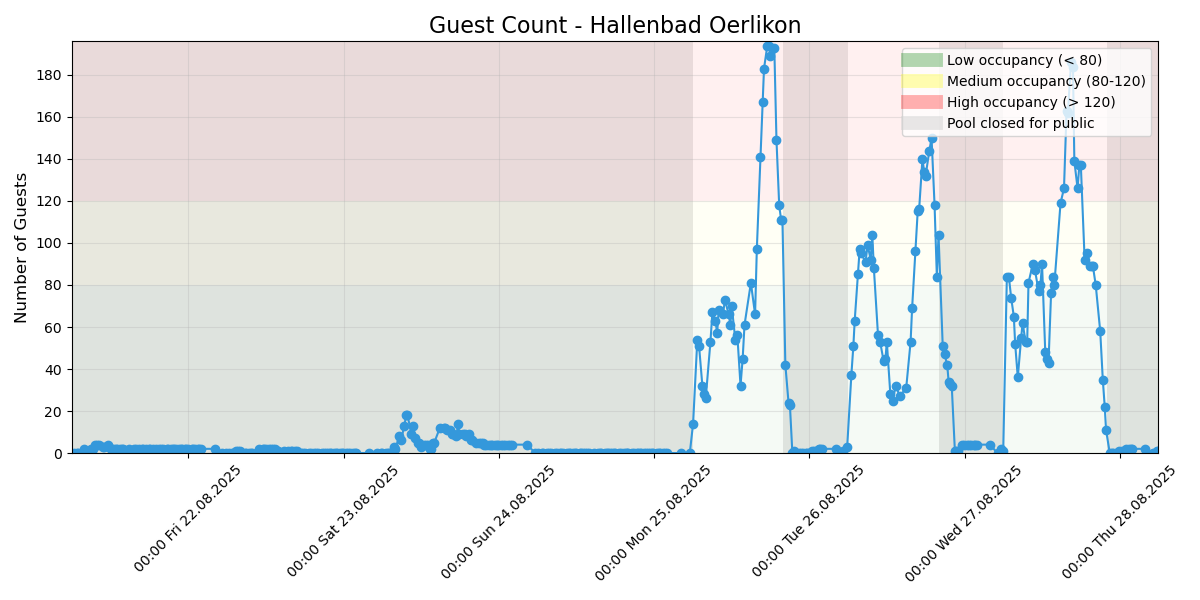 Guest Count - Hallenbad Oerlikon
Number of Guests
180
160
140
120
100
80
60
40
20
0
Low occupancy (< 80)
Medium occupancy (80-120)
High occupancy (> 120)
Pool closed for public
00:00 Fri 22.08.2025
00:00 Sat 23.08.2025
00:00 Sun 24.08.2025
00:00 Mon 25.08.2025
00:00 Tue 26.08.2025
00:00 Wed 27.08.2025
00:00 Thu 28.08.2025